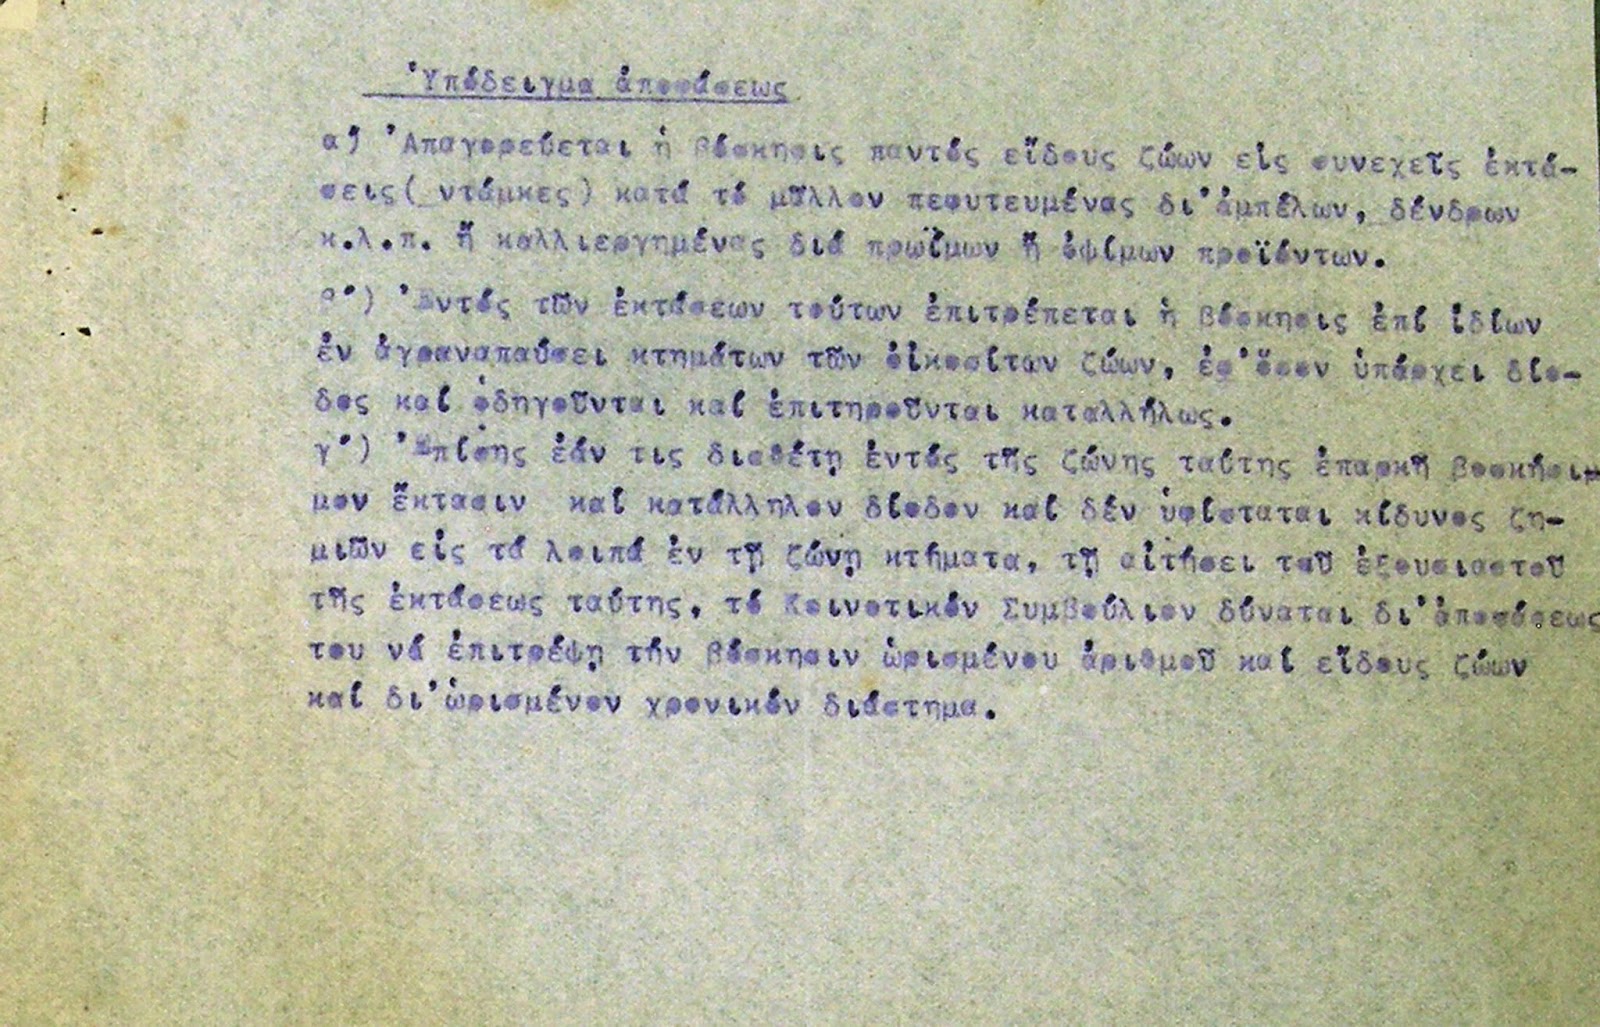 Ὑπόδειγμα ἀποφάσεως
α') Ἀπαγορεύεται ἡ βόσκησις παντός εἴδους ζώων εἰς συνεχεῖς ἐκτά-
σεις( ντάμκες) κατά τό μᾶλλον πεφυτευμένας δι' ἀμπέλων, δένδρων
κ.λ.π. ἤ καλλιεργημένας διά πρωΐμων ἤ ὀψίμων προϊόντων.
β') Ἐντός τῶν ἐκτάσεων τούτων ἐπιτρέπεται ἡ βόσκησις ἐπί ἰδίων
ἐν ἀγραναπαύσει κτημάτων τῶν οἰκοσίτων ζώων, ἐφ' ὅσον ὑπάρχει δίο-
δος καί ὁδηγοῦνται καί ἐπιτηροῦνται καταλλήλως.
γ') Ἐπίσης ἐάν τις διαθέτῃ ἐντός τῆς ζώνης ταύτης ἐπαρκῆ βοσκήσι-
μον ἔκτασιν καί κατάλληλον δίοδον καί δέν ὑφίσταται κίδυνος ζη-
μιῶν εἰς τά λοιπά ἐν τῇ ζώνῃ κτήματα, τῇ αἰτήσει τοῦ ἐξουσιαστοῦ
τῆς ἐκτάσεως ταύτης, τό Κοινοτικόν Συμβούλιον δύναται δι' ἀποφάσεως
του νά ἐπιτρέψῃ τήν βόσκησιν ὡρισμένου ἀριθμοῦ καί εἴδους ζώων
καί δι' ὡρισμένον χρονικόν διάστημα.